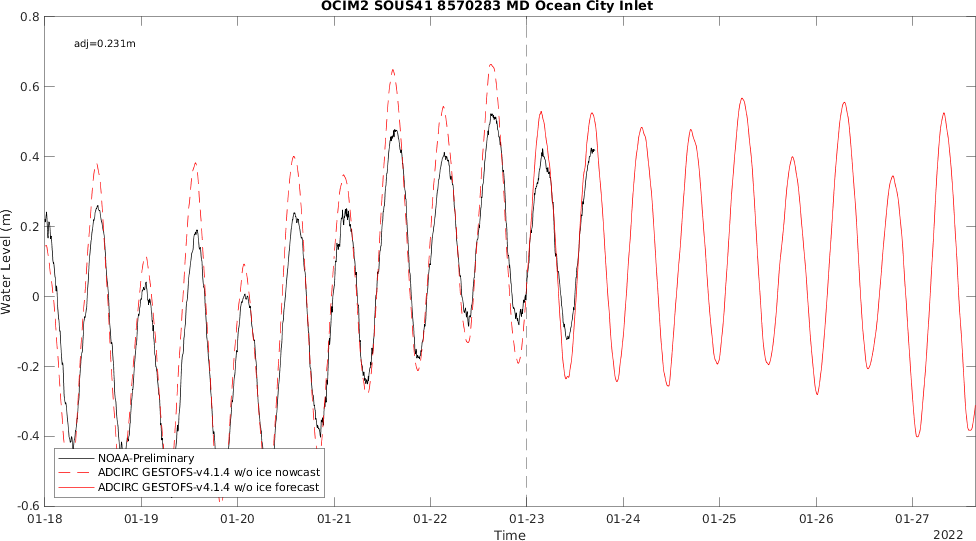 OCIM2 SOUS41 8570283 MD Ocean City Inlet
adj=0.231m
Water Level (m)
0.8
0.6
0.4
0.2
0
-0.2
-0.4
-0.6
NOAA-Preliminary
ADCIRC GESTOFS-v4.1.4 w/o ice nowcast
ADCIRC GESTOFS-v4.1.4 w/o ice forecast
01-18 01-19 01-20 01-21 01-22 01-23 01-24 01-25 01-26 01-27
Time
2022